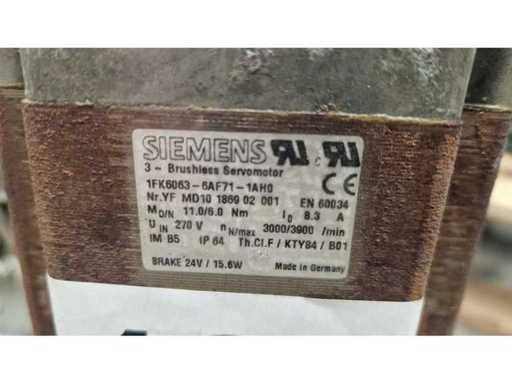 SIEMENS
3 ~ Brushless Servomotor
1FK6063-6AF71-1AH0
Nr.YF MD10 1869 02 001 EN 60034
M0/N 11.0/6.0 Nm I0 8.3 A
UIN 270 V nN/max 3000/3900 /min
IM B5 IP 64 Th.Cl.F / KTY84 / B01
BRAKE 24V / 15.6W Made in Germany